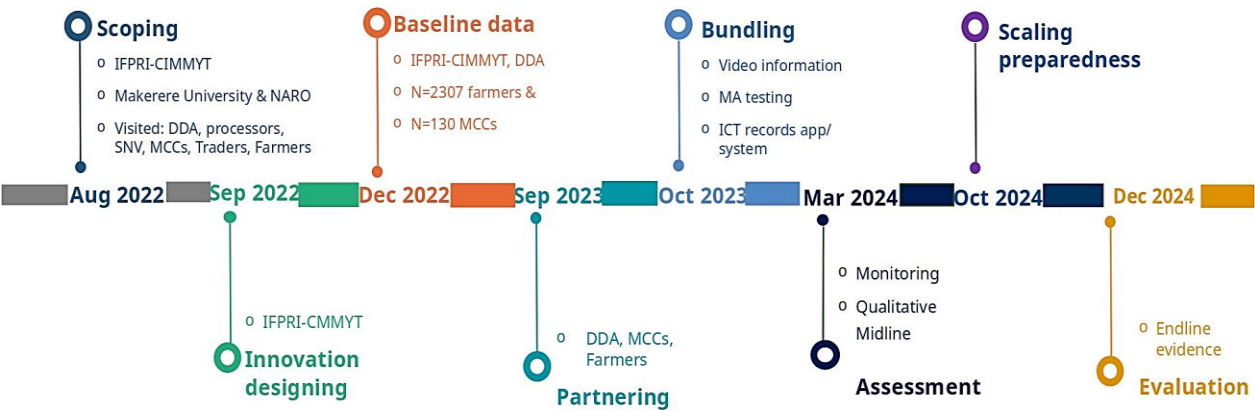 Scoping
o IFPRI-CIMMYT
o Makerere University & NARO
o Visited: DDA, processors,
SNV, MCCs, Traders, Farmers
Baseline data
o IFPRI-CIMMYT, DDA
o N=2307 farmers &
o N=130 MCCs
Bundling
o Video information
o MA testing
o ICT records app/
system
Scaling
preparedness
Aug 2022 Sep 2022 Dec 2022 Sep 2023 Oct 2023 Mar 2024 Oct 2024 Dec 2024
o IFPRI-CMMYT
Innovation
designing
o DDA, MCCs,
Farmers
Partnering
o Monitoring
o Qualitative
Midline
Assessment
o Endline
evidence
Evaluation